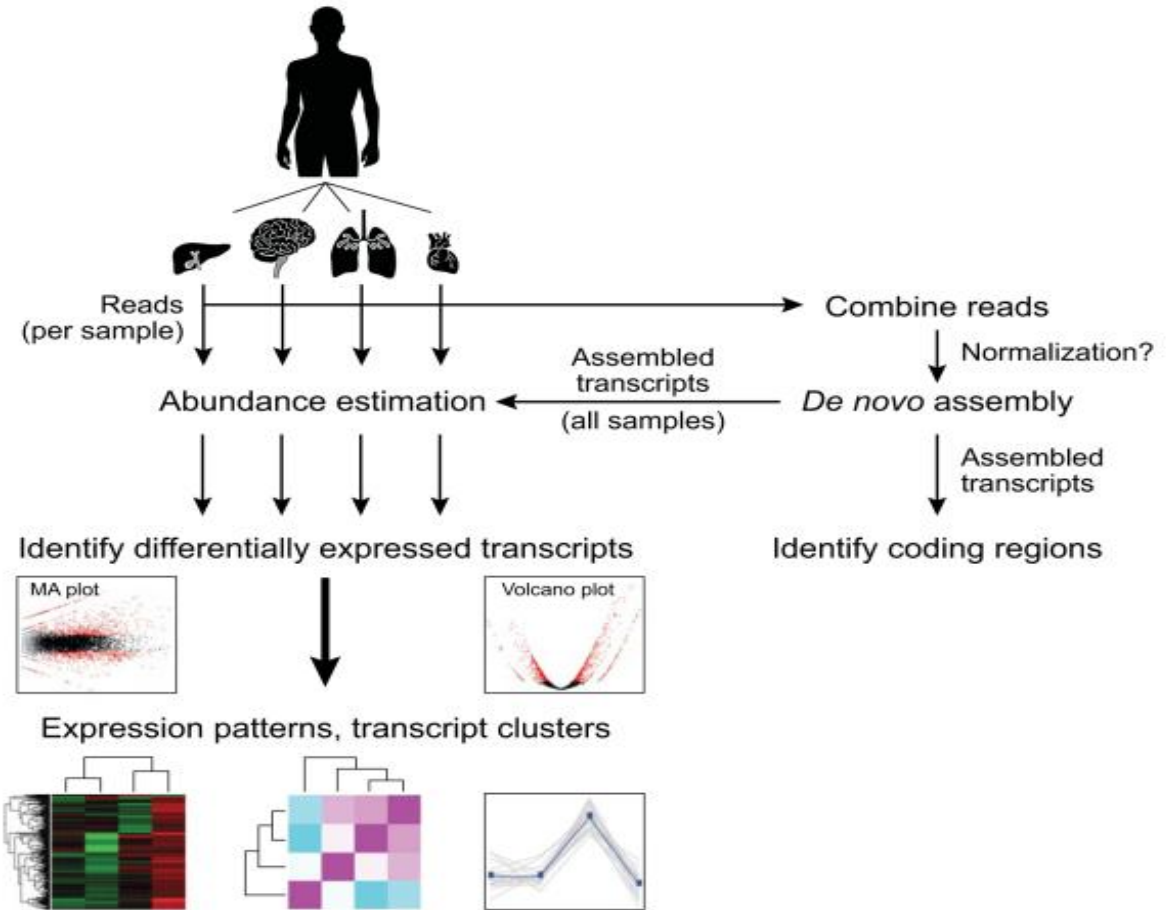 Reads
(per sample)
Combine reads
Normalization?
Assembled
transcripts
(all samples)
Abundance estimation
De novo assembly
Assembled
transcripts
Identify differentially expressed transcripts
Identify coding regions
MA plot
Volcano plot
Expression patterns, transcript clusters